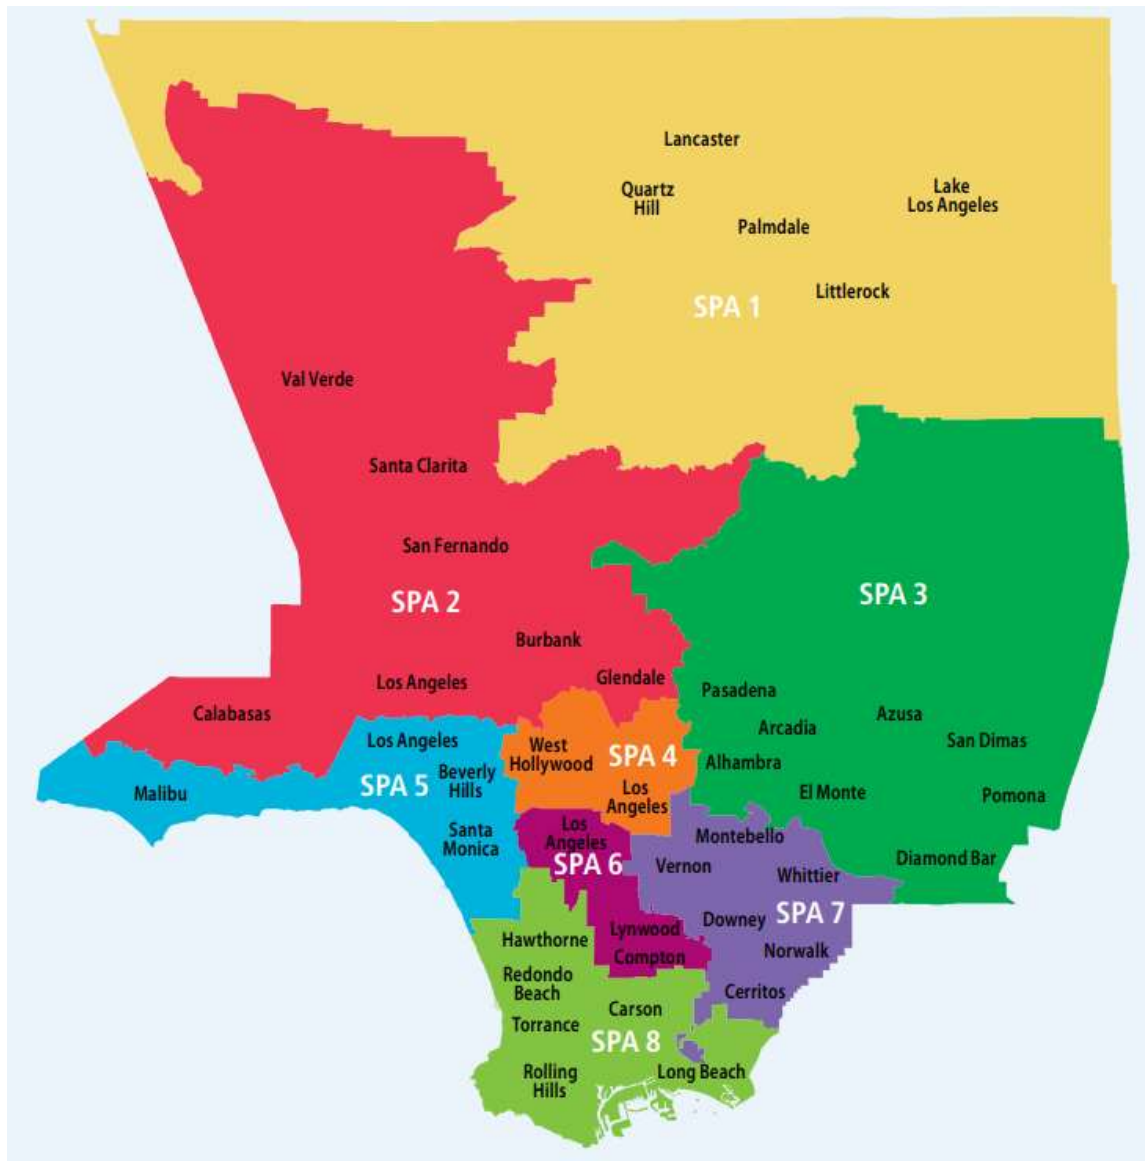 Lancaster
Quartz
Hill
Lake
Los Angeles
Palmdale
Littlerock
SPA 1
Val Verde
Santa Clarita
San Fernando
SPA 2
SPA 3
Burbank
Glendale
Los Angeles
Calabasas
Pasadena
Arcadia
Azusa
San Dimas
Alhambra
El Monte
Pomona
Diamond Bar
Los Angeles
West
Hollywood
SPA 4
Los
Angeles
Beverly
Hills
SPA 5
Malibu
Santa
Monica
Los
Angeles
SPA 6
Montebello
Vernon
Whittier
SPA 7
Downey
Norwalk
Cerritos
Lynwood
Compton
Hawthorne
Redondo
Beach
Carson
Torrance
SPA 8
Rolling
Hills
Long Beach